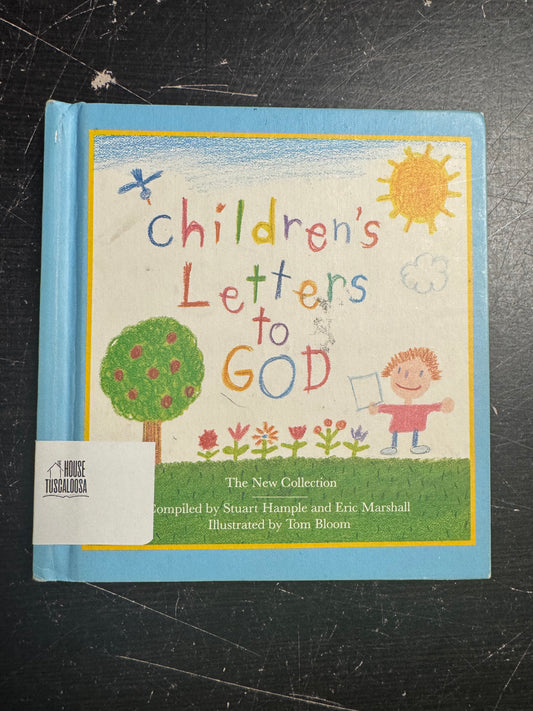 children's
Letters
to
GOD
The New Collection
Compiled by Stuart Hample and Eric Marshall
Illustrated by Tom Bloom
THE HOUSE
TUSCALOOSA